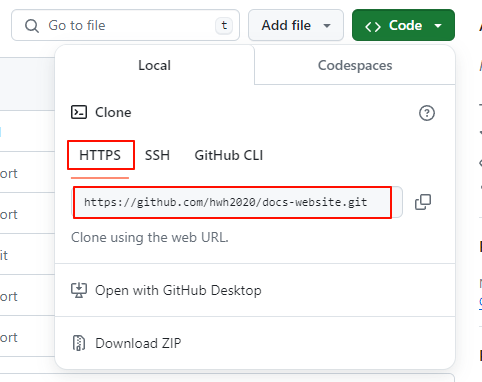 Go to file
t
Add file
Code
Local
Codespaces
Clone
HTTPS
SSH
GitHub CLI
https://github.com/hwh2020/docs-website.git
Clone using the web URL.
ort
ort
it
ort
ort
Open with GitHub Desktop
Download ZIP